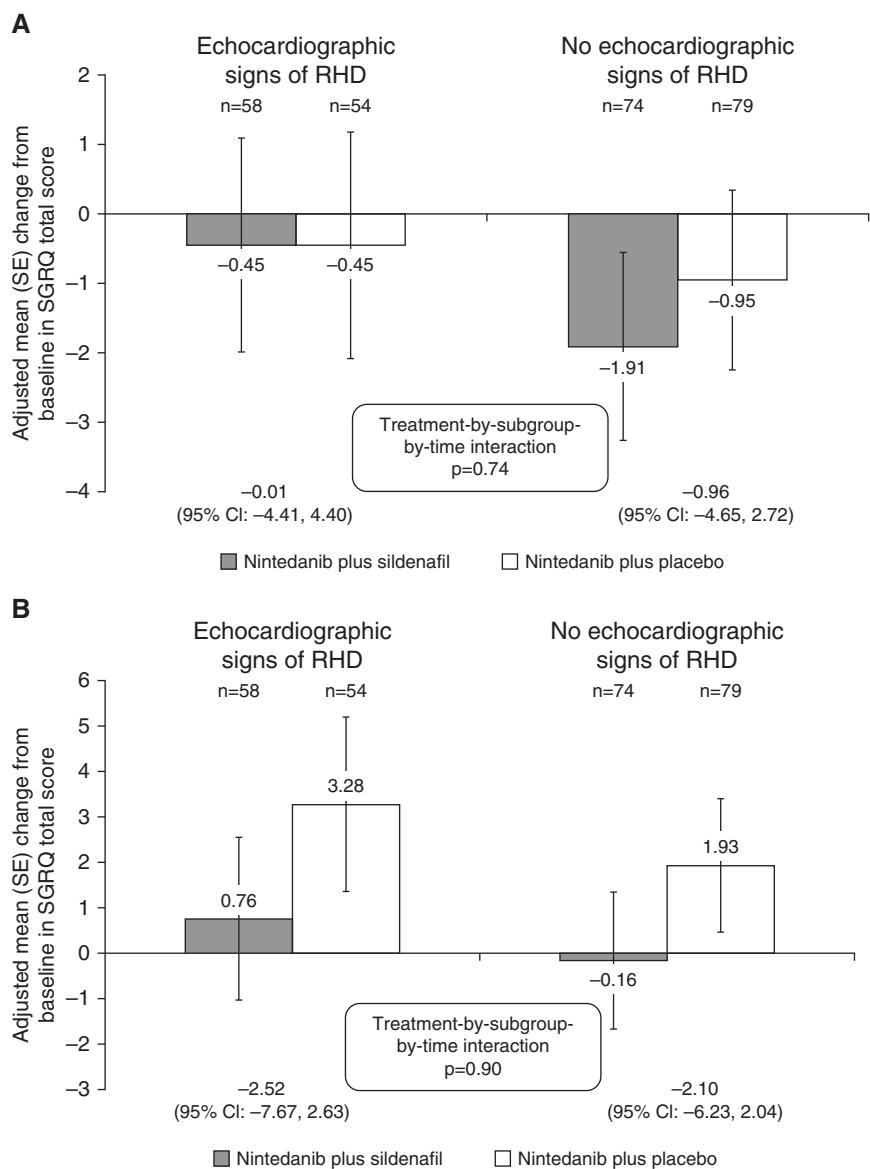 A
Echocardiographic
signs of RHD
No echocardiographic
signs of RHD
n=58
n=54
n=74
n=79
Adjusted mean (SE) change from
baseline in SGRQ total score
2
1
0
–1
–2
–3
–4
–0.45
–0.45
–1.91
–0.95
Treatment-by-subgroup-
by-time interaction
p=0.74
–0.01
(95% CI: –4.41, 4.40)
–0.96
(95% CI: –4.65, 2.72)
Nintedanib plus sildenafil
Nintedanib plus placebo
B
Echocardiographic
signs of RHD
No echocardiographic
signs of RHD
n=58
n=54
n=74
n=79
Adjusted mean (SE) change from
baseline in SGRQ total score
6
5
4
3
2
1
0
–1
–2
–3
0.76
3.28
–0.16
1.93
Treatment-by-subgroup-
by-time interaction
p=0.90
–2.52
(95% CI: –7.67, 2.63)
–2.10
(95% CI: –6.23, 2.04)
Nintedanib plus sildenafil
Nintedanib plus placebo